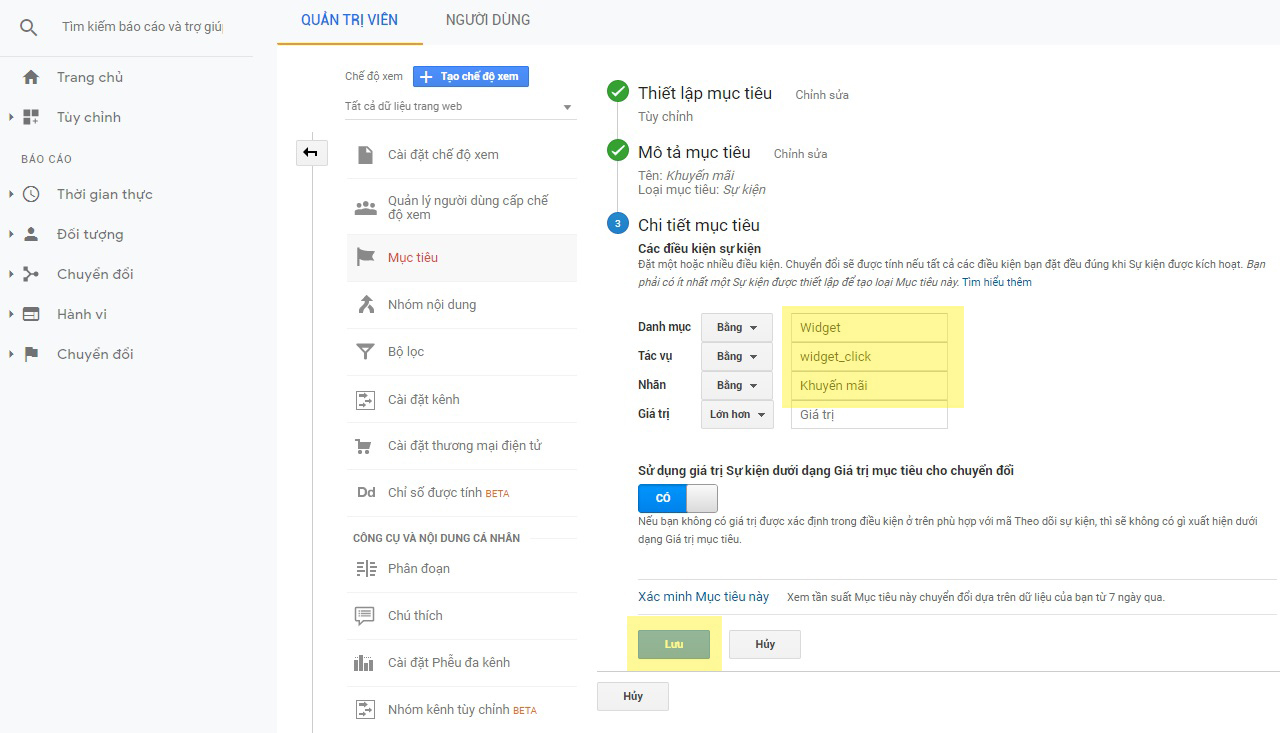 Tìm kiếm báo cáo và trợ giú
Trang chủ
Tùy chỉnh
BÁO CÁO
Thời gian thực
Đối tượng
Chuyển đổi
Hành vi
Chuyển đổi
QUẢN TRỊ VIÊN
NGƯỜI DÙNG
Chế độ xem
Tạo chế độ xem
Tất cả dữ liệu trang web
Cài đặt chế độ xem
Quản lý người dùng cấp chế
độ xem
Mục tiêu
Nhóm nội dung
Bộ lọc
Cài đặt kênh
Cài đặt thương mại điện tử
Dd Chỉ số được tính BETA
CÔNG CỤ VÀ NỘI DUNG CÁ NHÂN
Phân đoạn
Chú thích
Cài đặt Phễu đa kênh
Nhóm kênh tùy chỉnh BETA
Thiết lập mục tiêu Chỉnh sửa
Tùy chỉnh
Mô tả mục tiêu Chỉnh sửa
Tên: Khuyến mãi
Loại mục tiêu: Sự kiện
3 Chi tiết mục tiêu
Các điều kiện sự kiện
Đặt một hoặc nhiều điều kiện. Chuyển đổi sẽ được tính nếu tất cả các điều kiện bạn đặt đều đúng khi Sự kiện được kích hoạt. Bạn
phải có ít nhất một Sự kiện được thiết lập để tạo loại Mục tiêu này. Tìm hiểu thêm
Danh mục Bằng Widget
Tác vụ Bằng widget_click
Nhãn Bằng Khuyến mãi
Giá trị Lớn hơn Giá trị
Sử dụng giá trị Sự kiện dưới dạng Giá trị mục tiêu cho chuyển đổi
CÓ
Nếu bạn không có giá trị được xác định trong điều kiện ở trên phù hợp với mã Theo dõi sự kiện, thì sẽ không có gì xuất hiện dưới
dạng Giá trị mục tiêu.
Xác minh Mục tiêu này Xem tần suất Mục tiêu này chuyển đổi dựa trên dữ liệu của bạn từ 7 ngày qua.
Lưu Hủy
Hủy